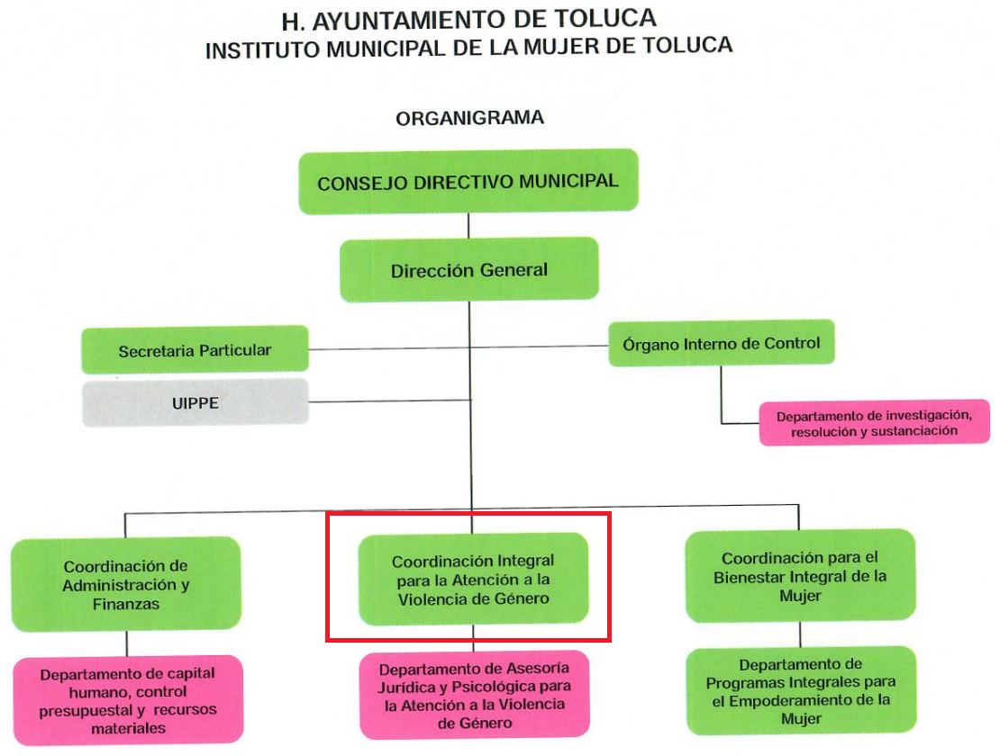 H. AYUNTAMIENTO DE TOLUCA
INSTITUTO MUNICIPAL DE LA MUJER DE TOLUCA
ORGANIGRAMA
CONSEJO DIRECTIVO MUNICIPAL
Dirección General
Secretaria Particular
Órgano Interno de Control
UIPPE
Departamento de investigación,
resolución y sustanciación
Coordinación de
Administración y
Finanzas
Coordinación Integral
para la Atención a la
Violencia de Género
Coordinación para el
Bienestar Integral de la
Mujer
Departamento de capital
humano, control
presupuestal y recursos
materiales
Departamento de Asesoría
Jurídica y Psicológica para
la Atención a la Violencia
de Género
Departamento de
Programas Integrales para
el Empoderamiento de la
Mujer